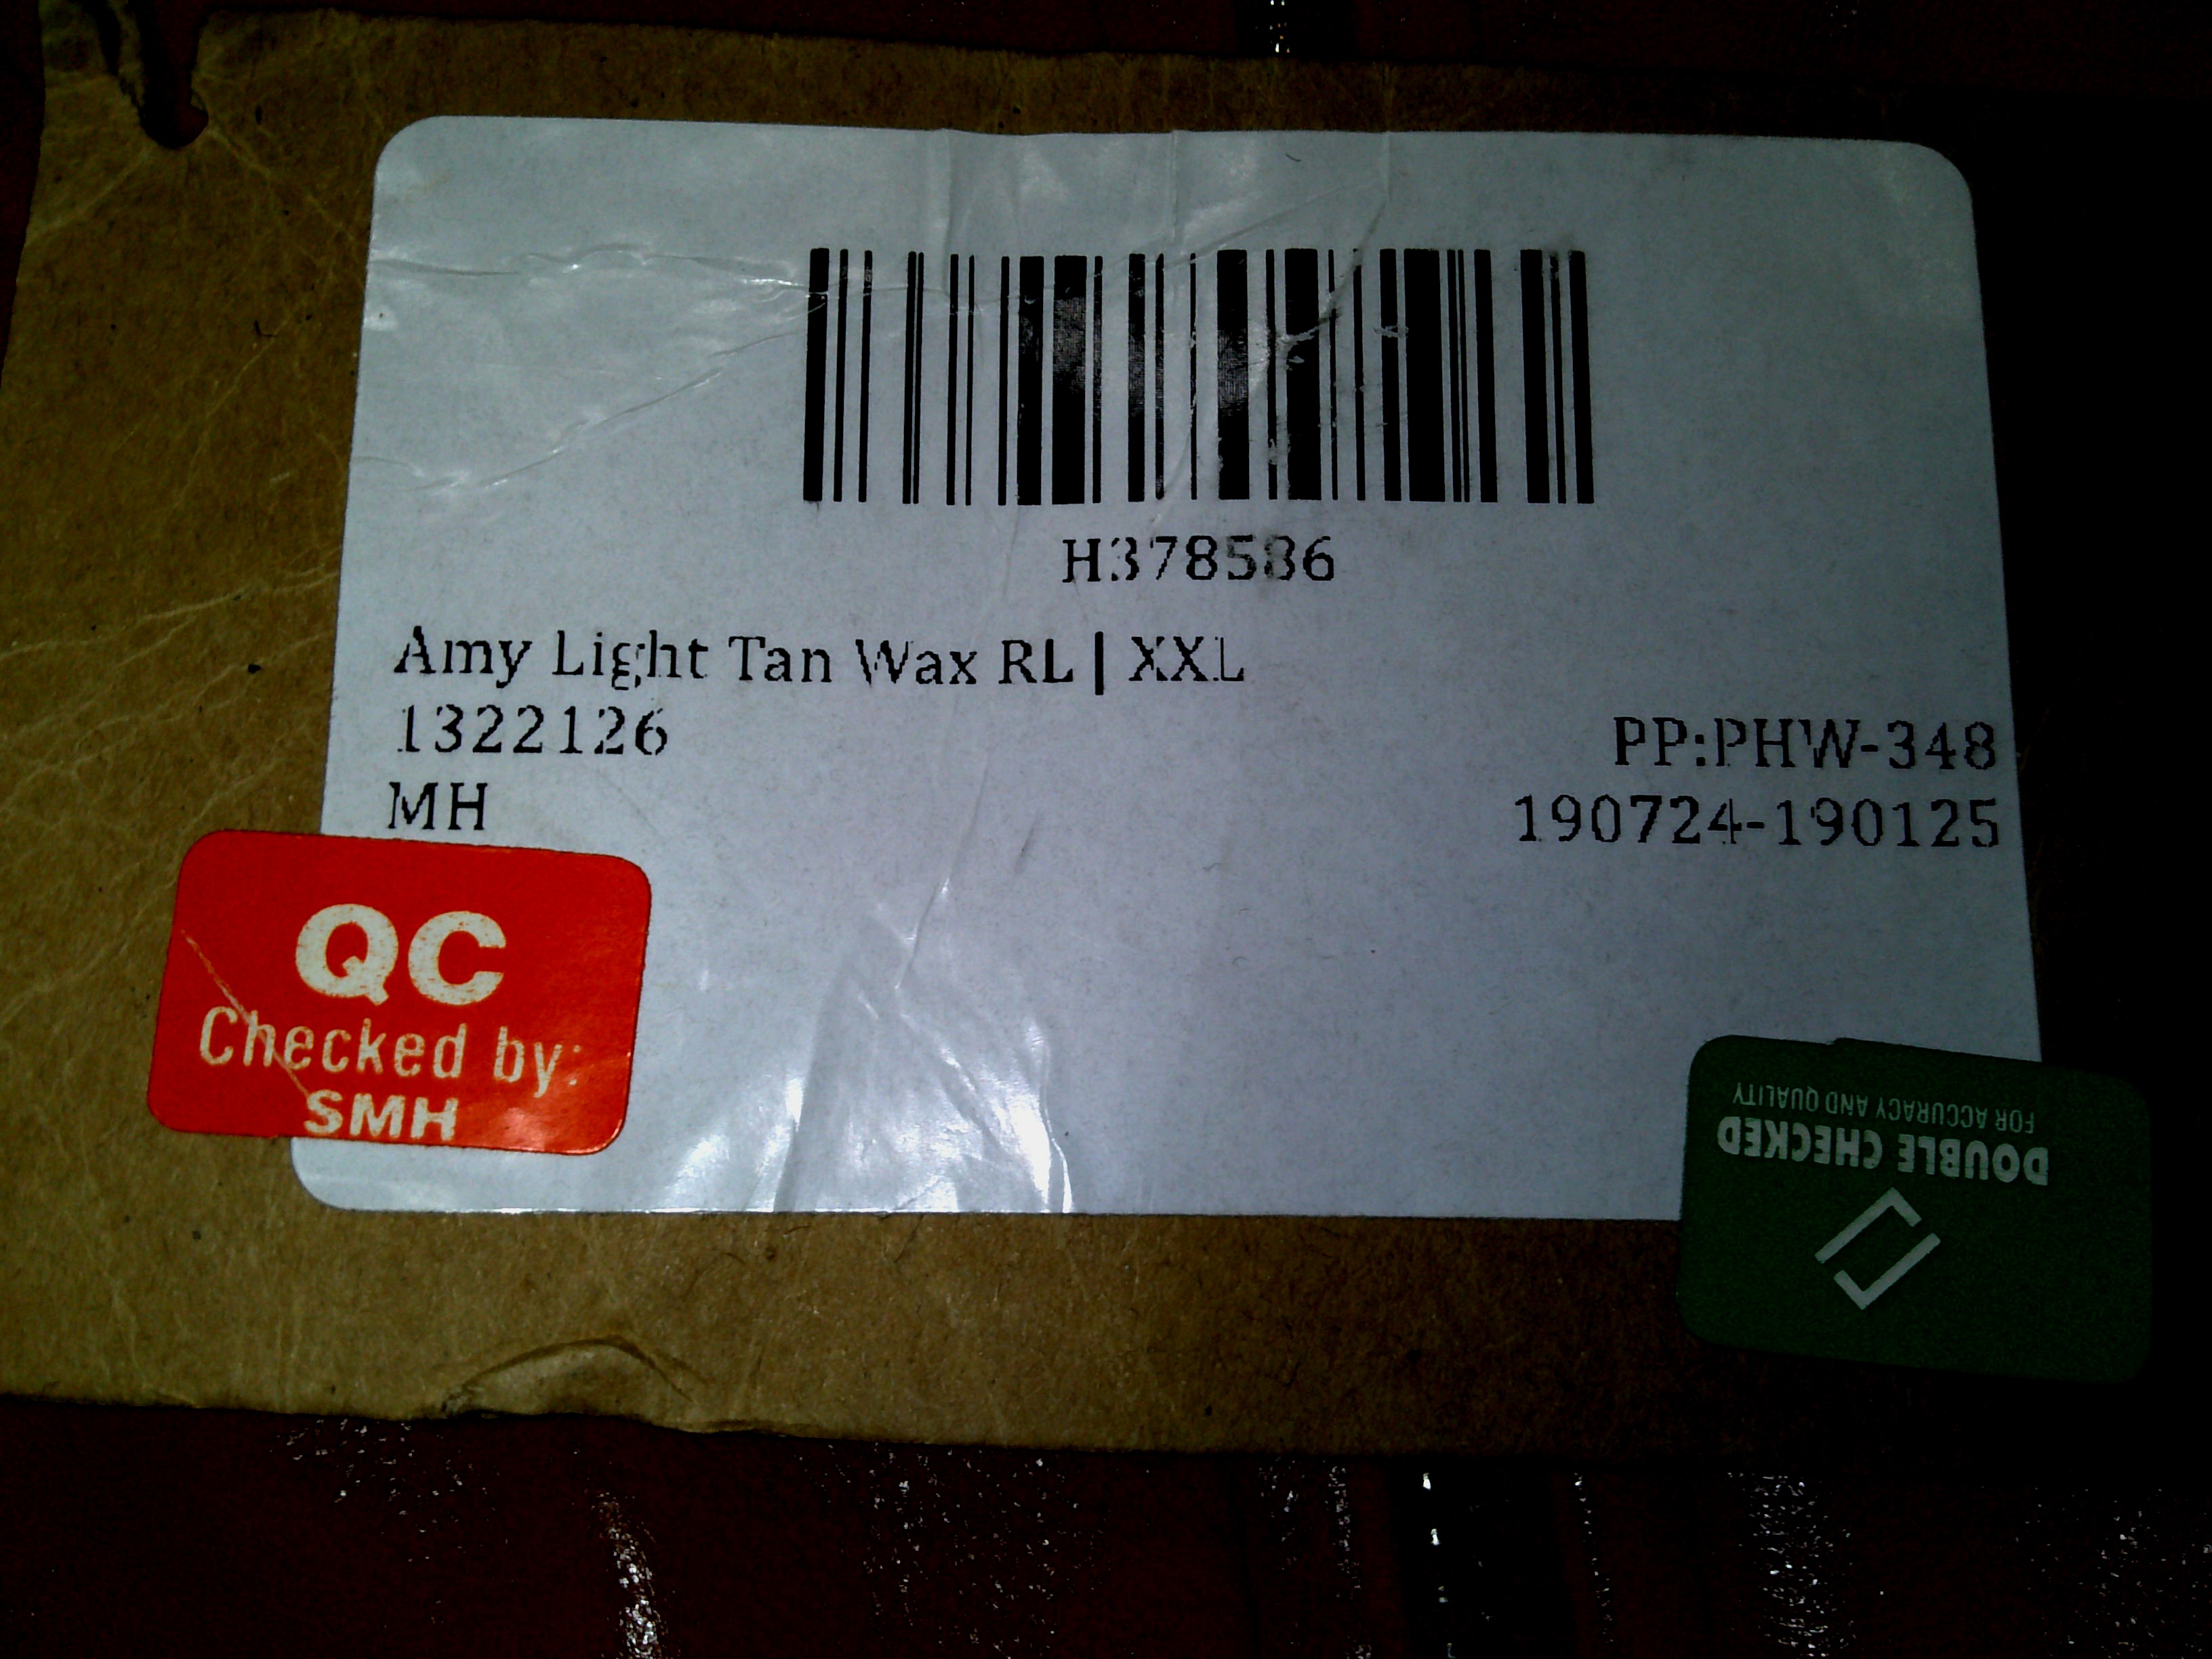 H378586
Amy Light Tan Wax RL | XXL
1322126
PP:PHW-348
MH
190724-190125
QC
Checked by:
SMH
DOUBLE CHECKED
FOR ACCURACY AND QUALITY